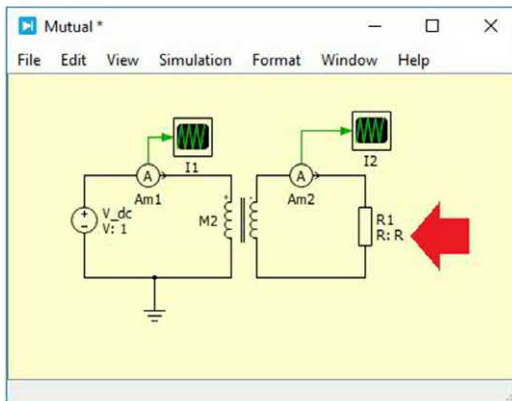 Mutual *
File Edit View Simulation Format Window Help
I1
I2
A
Am1
A
Am2
V_dc
V: 1
M2
R1
R: R